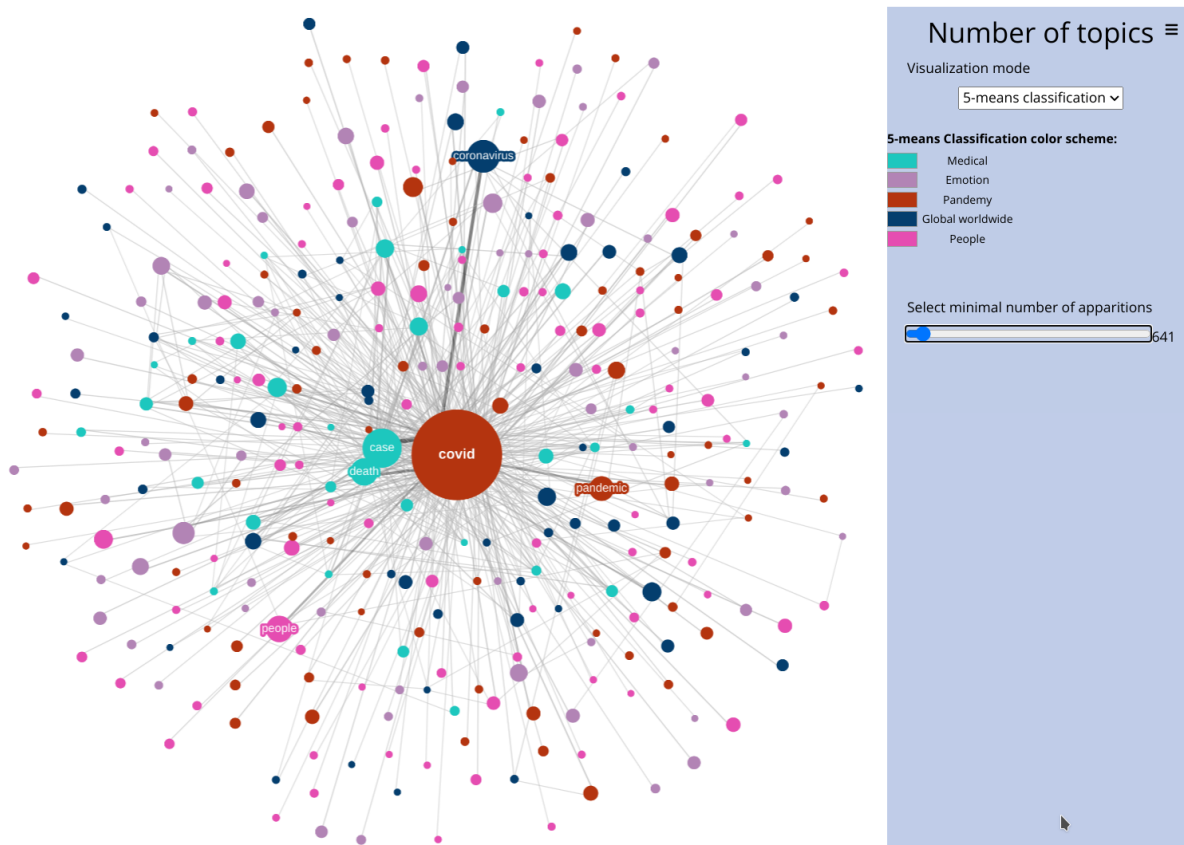 Number of topics
Visualization mode
5-means classification
5-means Classification color scheme:
Medical
Emotion
Pandemy
Global worldwide
People
Select minimal number of apparitions
641
coronavirus
case
covid
death
pandemic
people